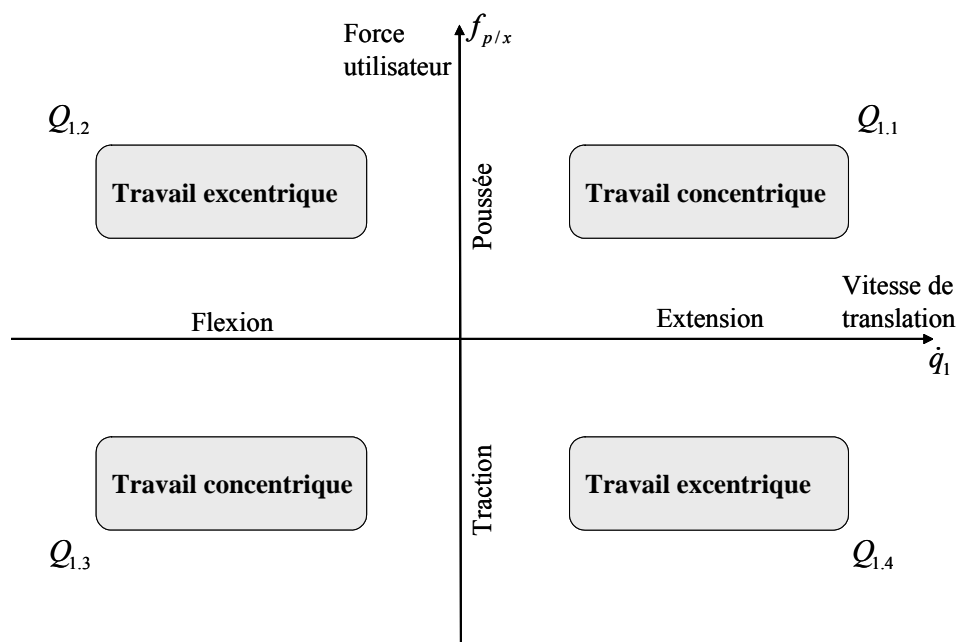 Force
utilisateur
f_{p/x}
Q_{1.2}
Q_{1.1}
Travail excentrique
Poussée
Travail concentrique
Flexion
Extension
Vitesse de
translation
q̇_1
Travail concentrique
Traction
Travail excentrique
Q_{1.3}
Q_{1.4}